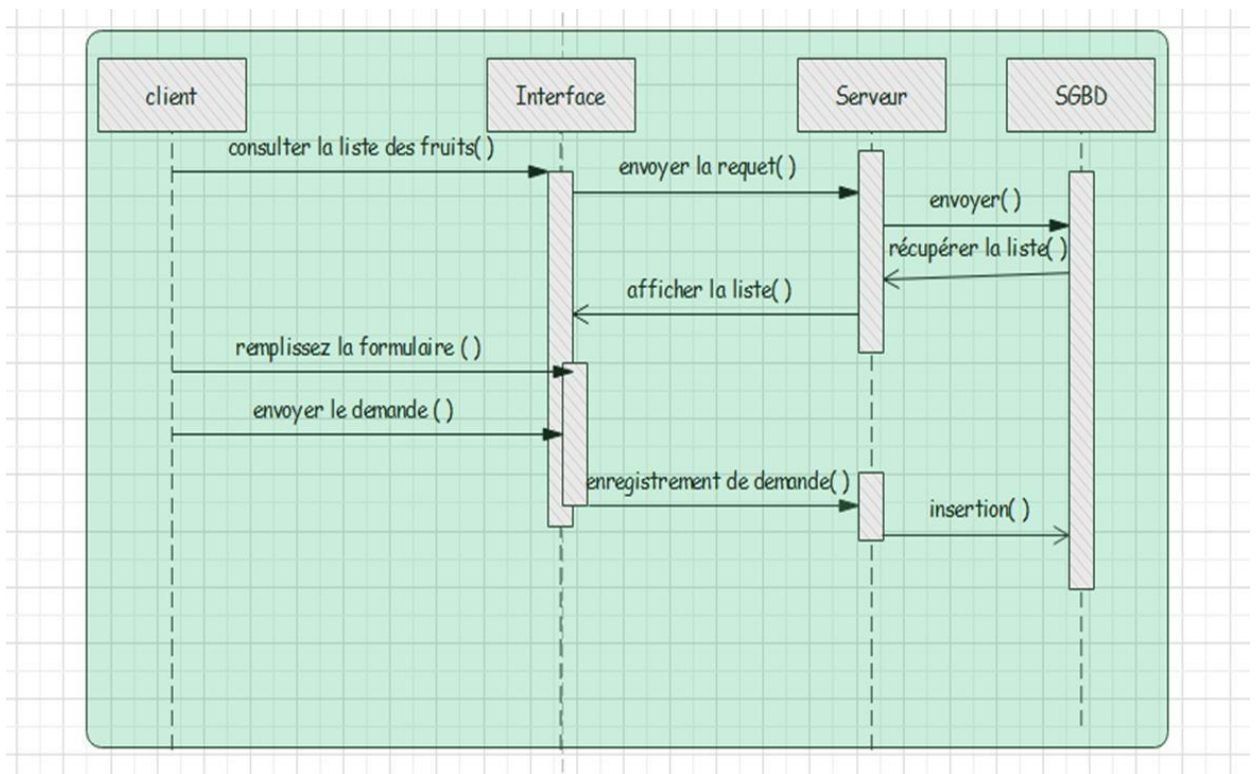 client
Interface
Serveur
SGBD
consulter la liste des fruits( )
envoyer la requet( )
envoyer( )
récupérer la liste( )
afficher la liste( )
remplissez la formulaire ( )
envoyer le demande ( )
enregistrement de demande( )
insertion( )